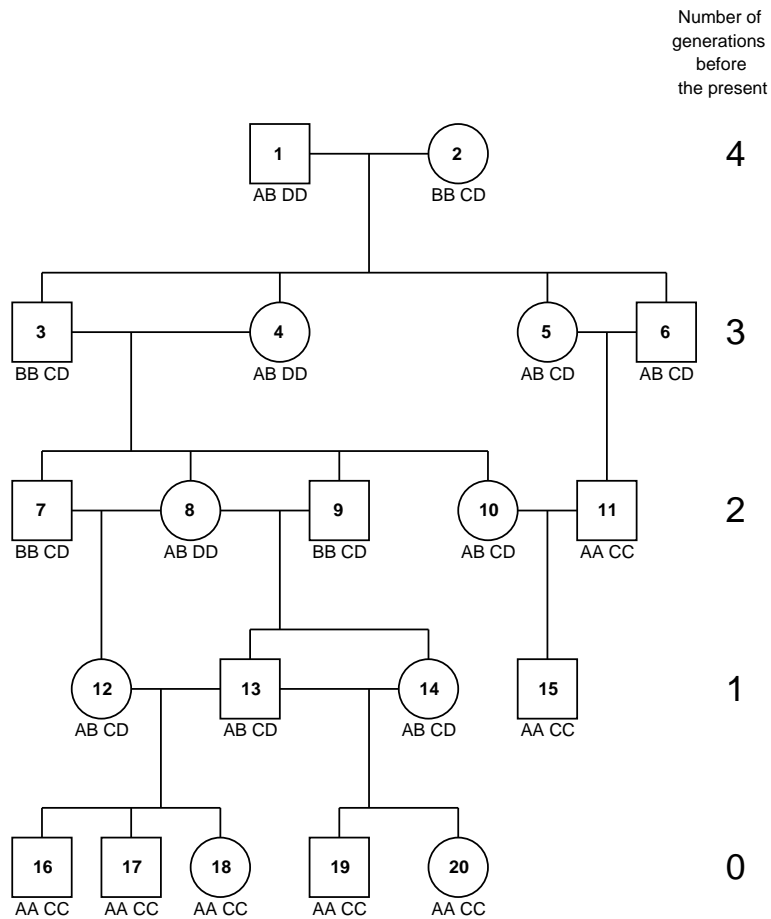 Number of
generations
before
the present
1 2 4
AB DD BB CD
3 4 5 6 3
BB CD AB DD AB CD AB CD
7 8 9 10 11 2
BB CD AB DD BB CD AB CD AA CC
12 13 14 15 1
AB CD AB CD AB CD AA CC
16 17 18 19 20 0
AA CC AA CC AA CC AA CC AA CC